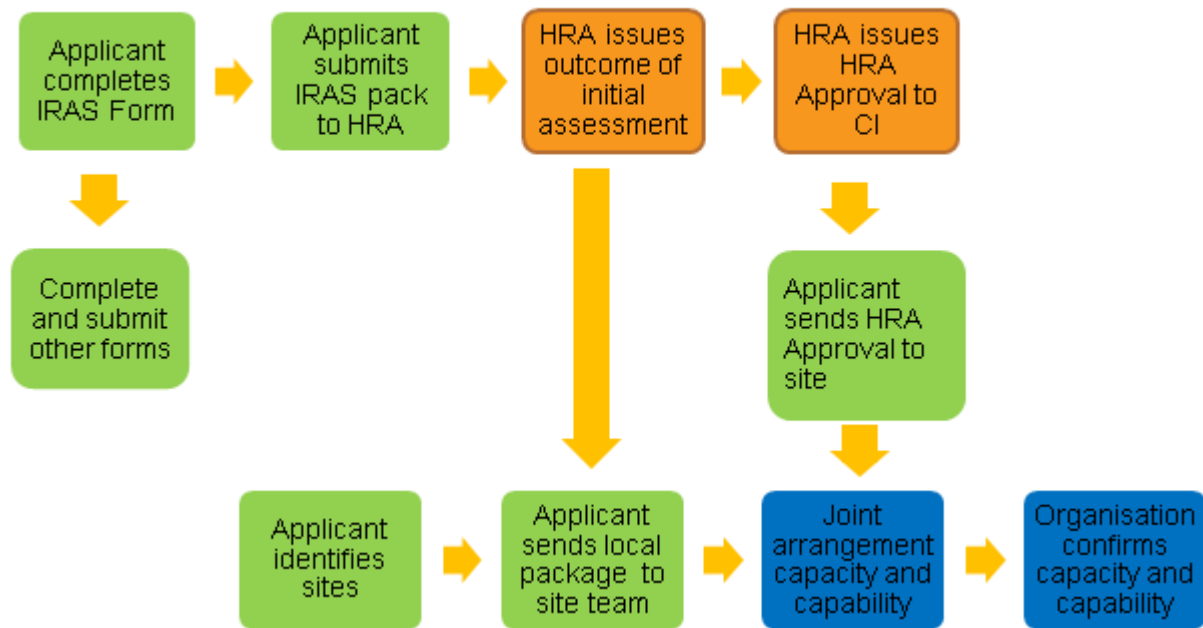 Applicant
completes
IRAS Form
Applicant
submits
IRAS pack
to HRA
HRA issues
outcome of
initial
assessment
HRA issues
HRA
Approval to
CI
Complete
and submit
other forms
Applicant
sends HRA
Approval to
site
Applicant
identifies
sites
Applicant
sends local
package to
site team
Joint
arrangement
capacity and
capability
Organisation
confirms
capacity and
capability